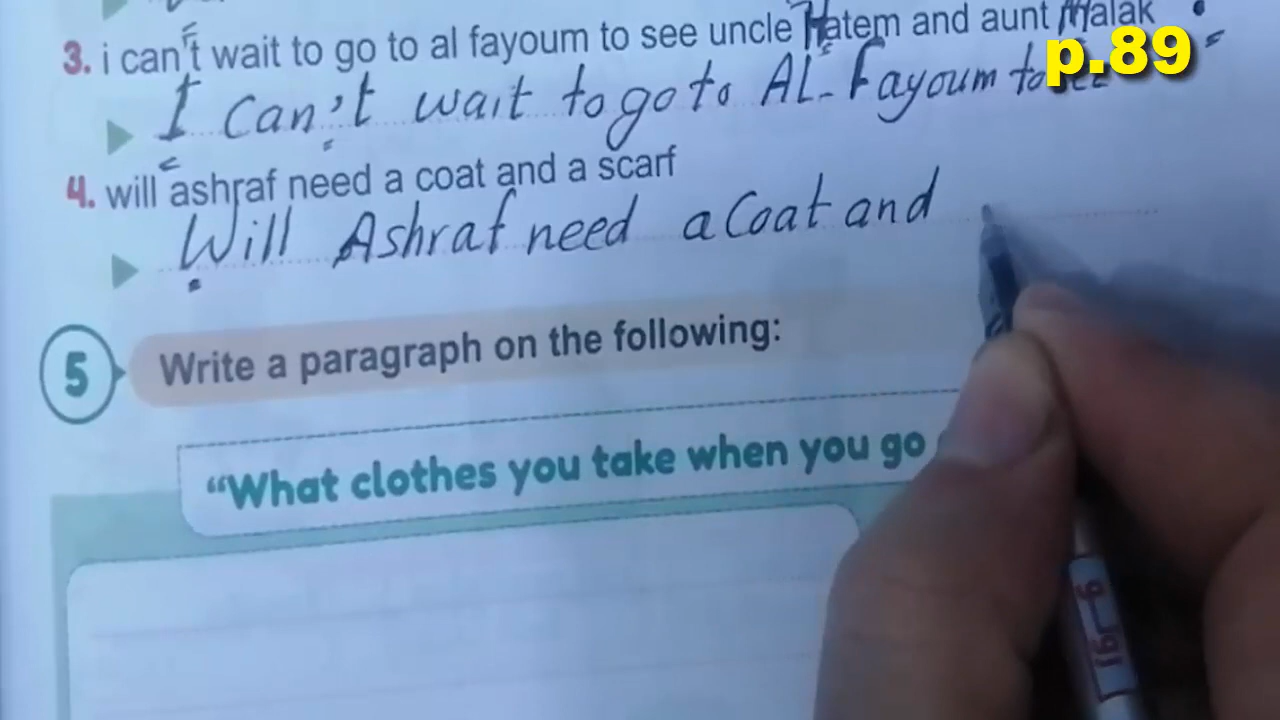 3. i can't wait to go to al fayoum to see uncle Hatem and aunt Malak.
p.89
I can't wait to go to AL-Fayoum to see
4. will ashraf need a coat and a scarf
Will Ashraf need a Coat and
5 Write a paragraph on the following:
“What clothes you take when you go